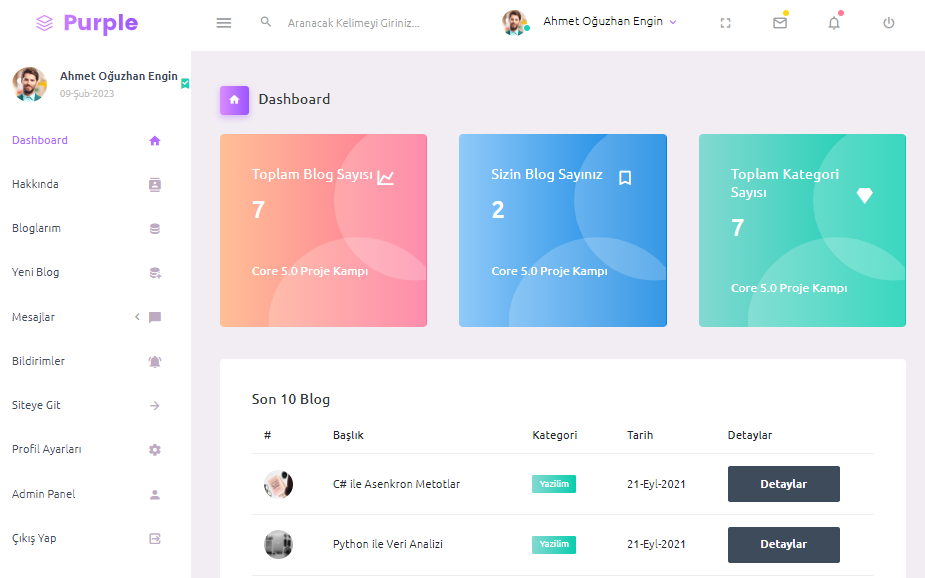 Purple
Aranacak Kelimeyi Giriniz...
Ahmet Oğuzhan Engin
Ahmet Oğuzhan Engin
09-Şub-2023
Dashboard
Hakkında
Bloglarım
Yeni Blog
Mesajlar
Bildirimler
Siteye Git
Profil Ayarları
Admin Panel
Çıkış Yap
Dashboard
Toplam Blog Sayısı
7
Core 5.0 Proje Kampı
Sizin Blog Sayınız
2
Core 5.0 Proje Kampı
Toplam Kategori
Sayısı
7
Core 5.0 Proje Kampı
Son 10 Blog
# Başlık Kategori Tarih Detaylar
C# ile Asenkron Metotlar Yazilim 21-Eyl-2021 Detaylar
Python ile Veri Analizi Yazilim 21-Eyl-2021 Detaylar